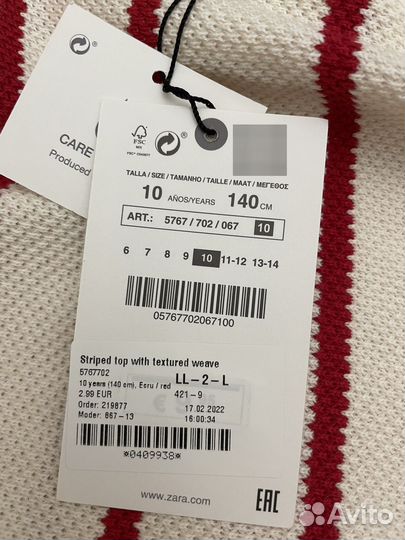 CARE
Produced
FSC
MIX
TALLA / SIZE / TAMANHO / TAILLE / MAAT / ΜΕΓΕΘΟΣ
10 AÑOS/YEARS 140 CM
ART.: 5767 / 702 / 067 10
6 7 8 9 10 11-12 13-14
05767702067100
Striped top with textured weave
5767702
10 years (140 cm), Ecru / red LL-2-L
2.99 EUR 421-9
Order: 219877 17.02.2022
Model: 867-13 16:00:34
*0409938*
www.zara.com
EAC
Avito